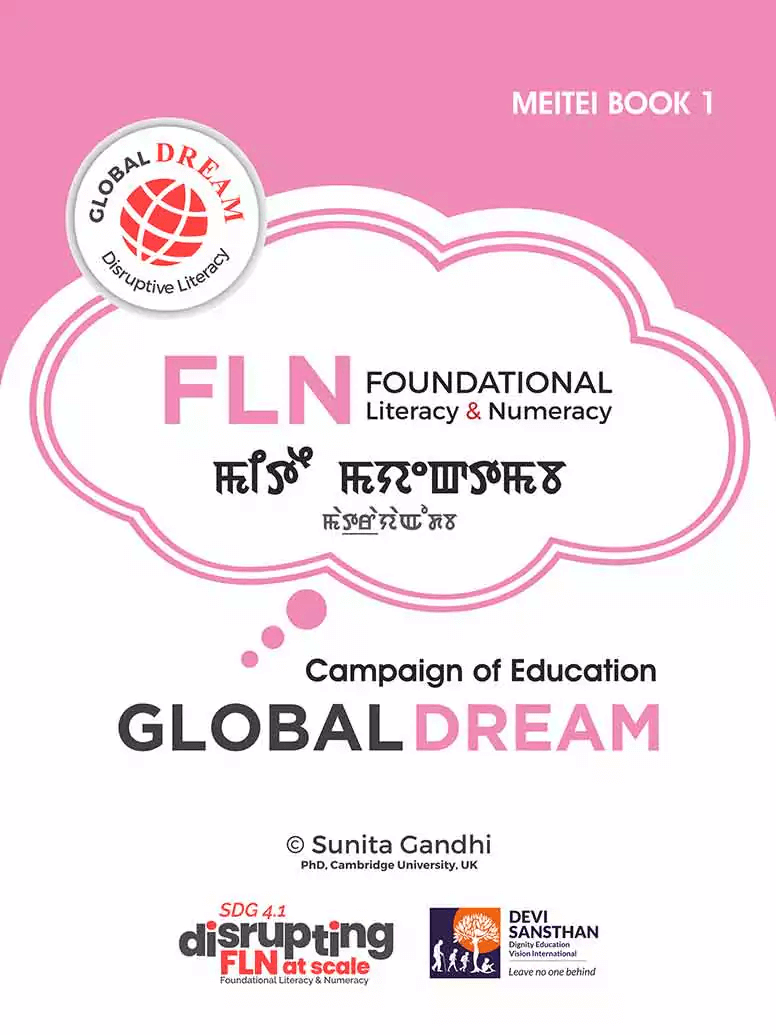 MEITEI BOOK 1
GLOBAL DREAM
Disruptive Literacy
FLN FOUNDATIONAL
Literacy & Numeracy
Campaign of Education
GLOBAL DREAM
© Sunita Gandhi
PhD, Cambridge University, UK
SDG 4.1
disrupting
FLN at scale
Foundational Literacy & Numeracy
DEVI
SANSTHAN
Dignity Education
Vision International
Leave no one behind